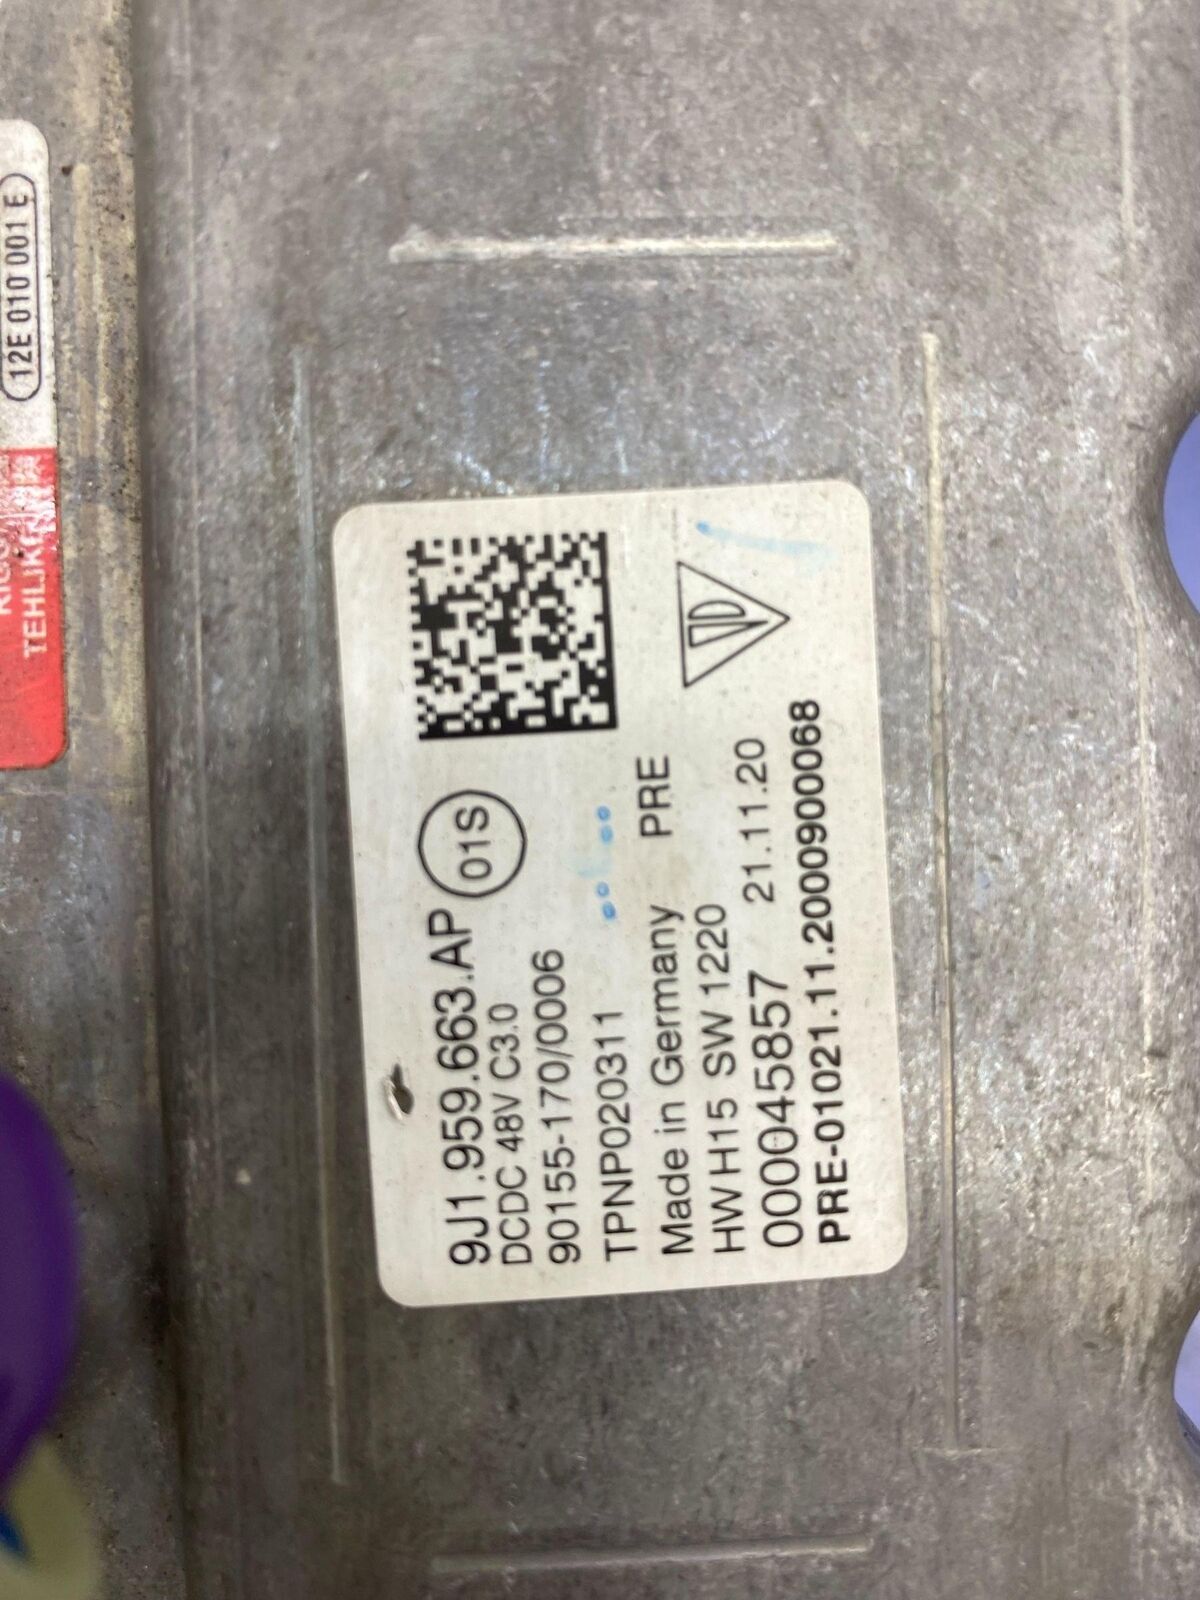 9J1.959.663.AP
01S
DCDC 48V C3.0
90155-170/0006
TPNP020311
Made in Germany PRE
HW H15 SW 1220
000045857 21.11.20
PRE-01021.11.2000900068
12E 010 001 E